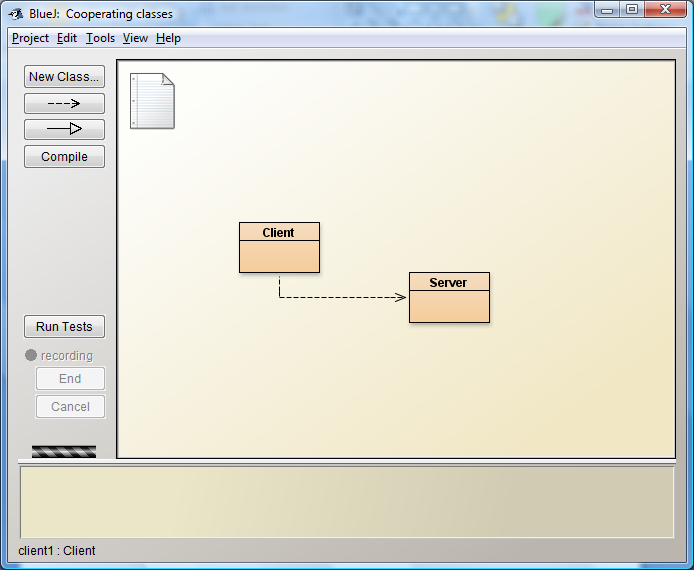 BlueJ: Cooperating classes
Project Edit Tools View Help
New Class...
Compile
Client
Server
Run Tests
recording
End
Cancel
client1 : Client